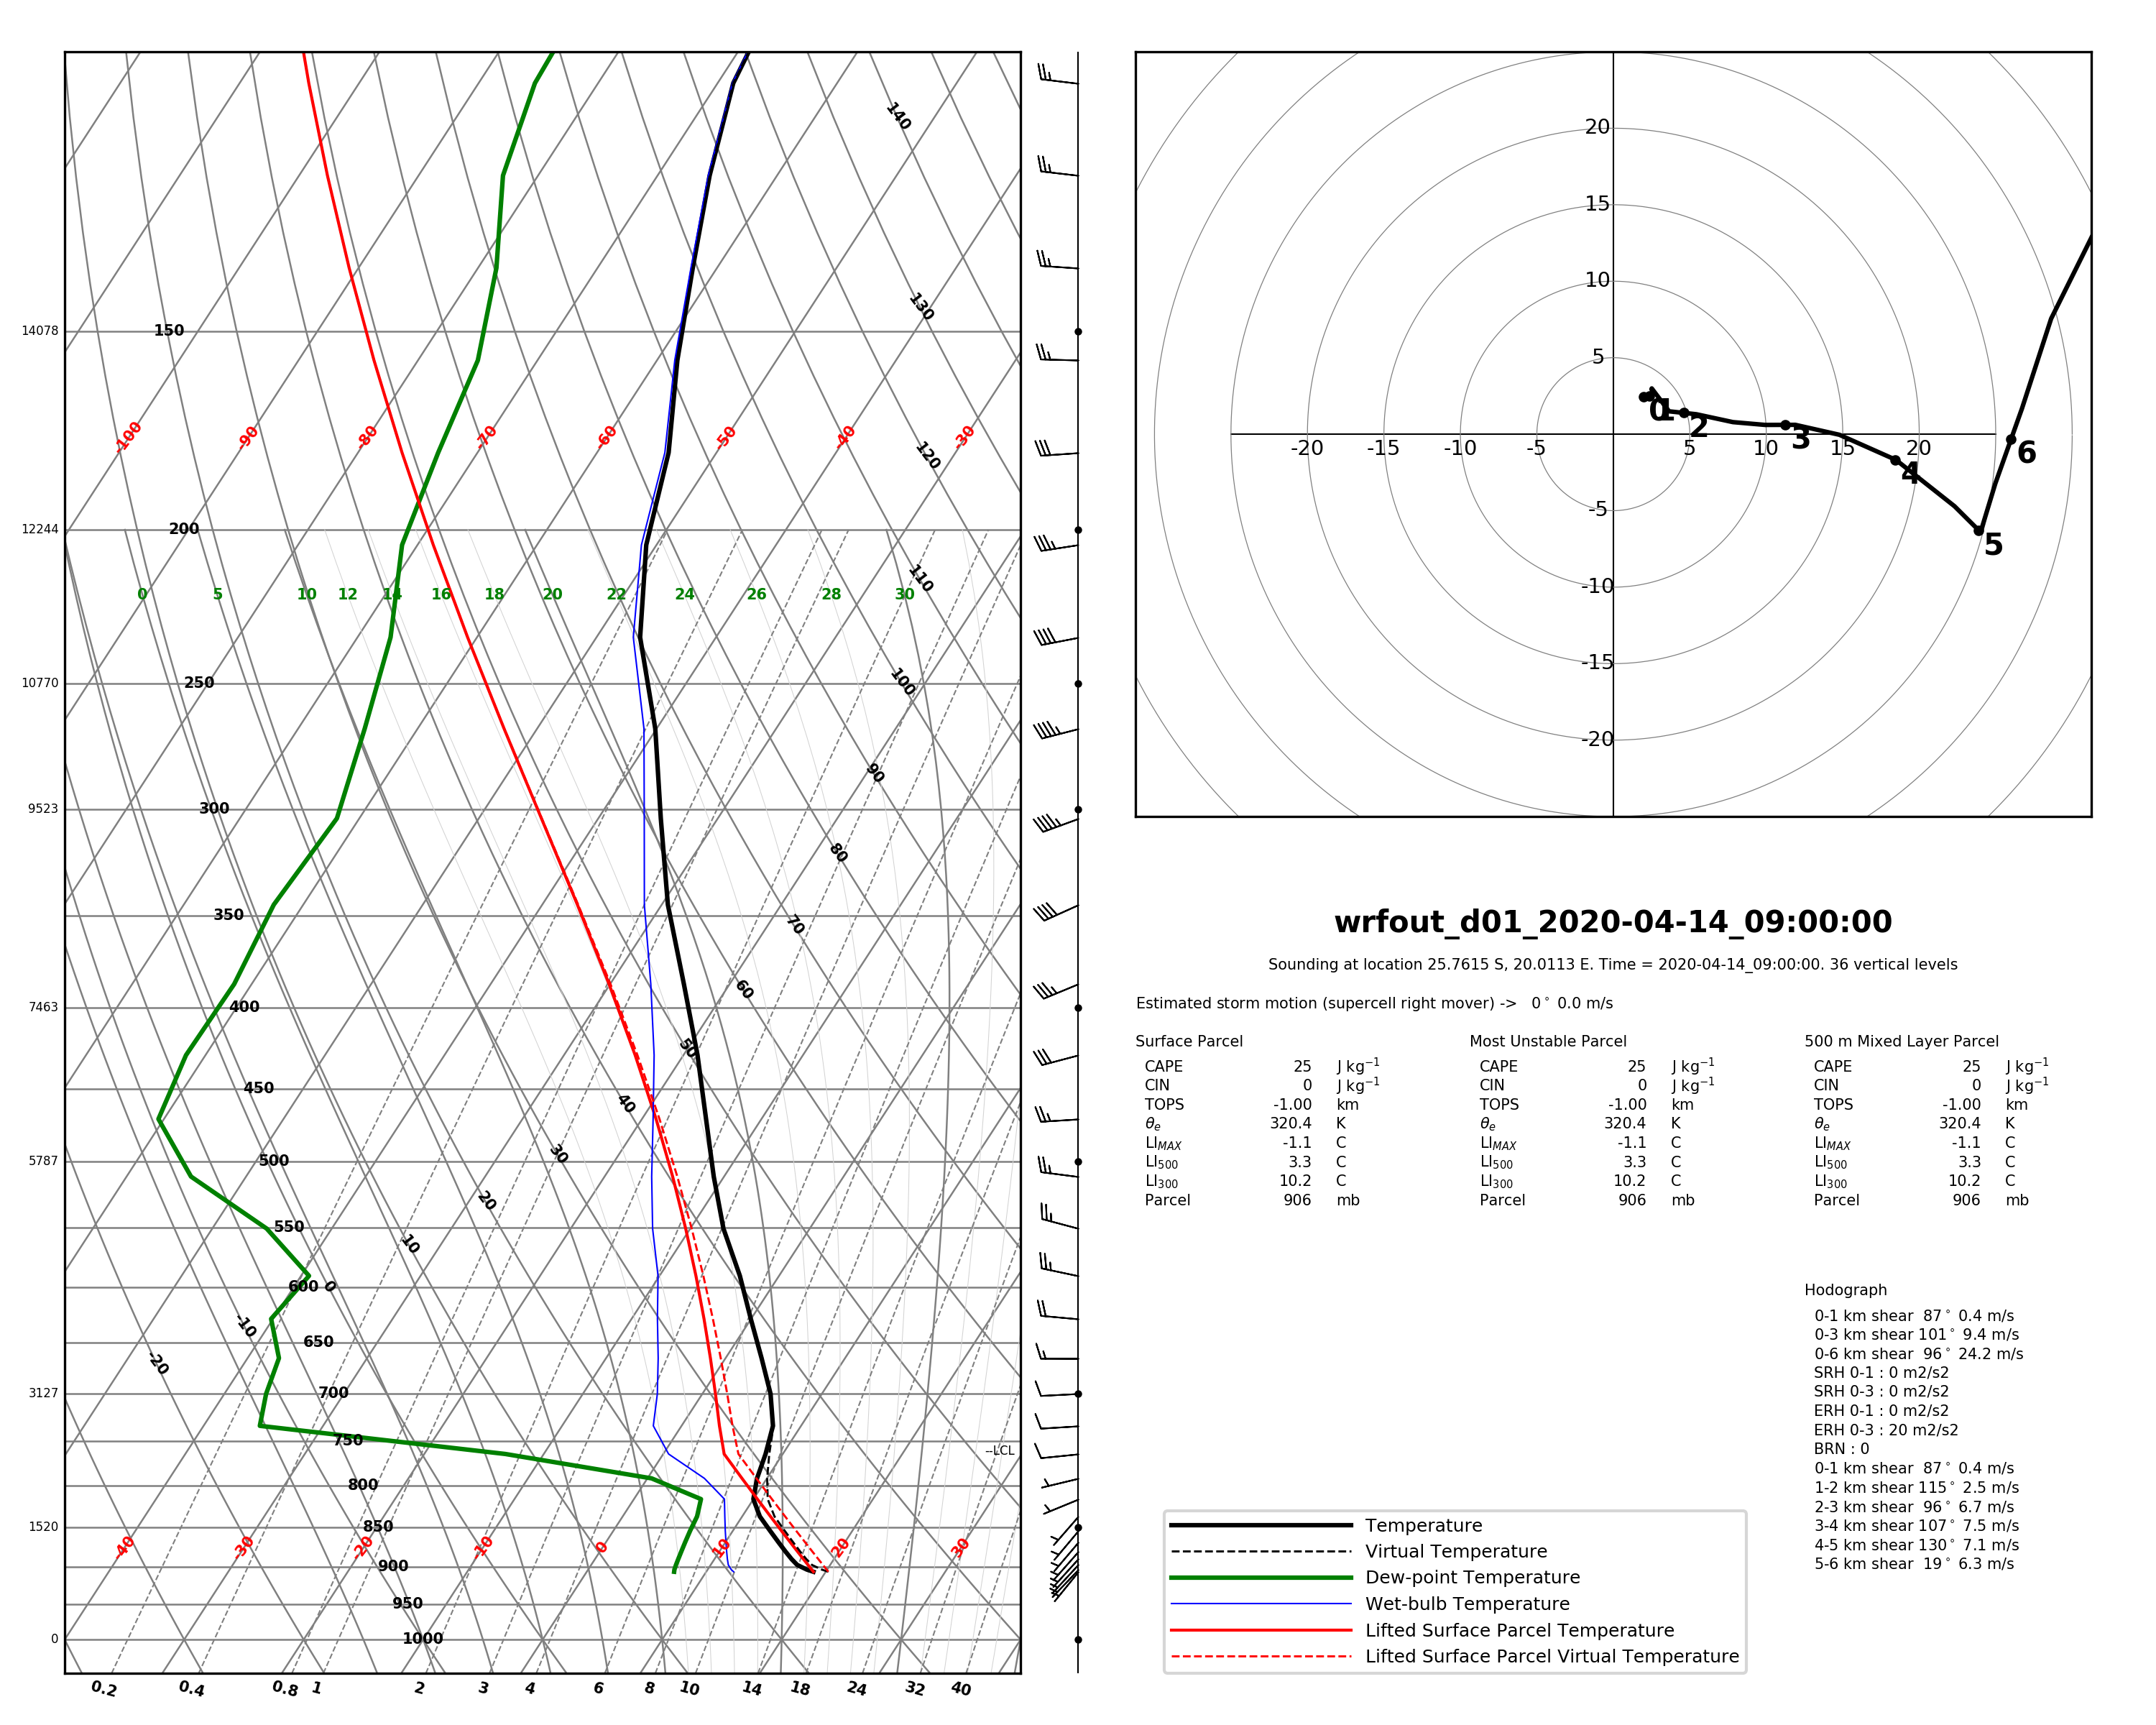 140
130
14078 150
-100 -90 -80 -70 -60 -50 -40 -30
120
12244 200
110
0 5 10 12 14 16 18 20 22 24 26 28 30
100
10770 250
90
9523 300
80
350
70
60
7463 400
50
450
40
5787 500
30
20
550
10
600 0
-10
650
-20
3127 700
750
--LCL
800
1520 850
-40 -30 -20 -10 0 10 20 30
900
950
0 1000
0.2 0.4 0.8 1 2 3 4 6 8 10 14 18 24 32 40
20
15
10
5
0 1 2 3 4 5 6
-20 -15 -10 -5 5 10 15 20
-5
-10
-15
-20
wrfout_d01_2020-04-14_09:00:00
Sounding at location 25.7615 S, 20.0113 E. Time = 2020-04-14_09:00:00. 36 vertical levels
Estimated storm motion (supercell right mover) -> 0° 0.0 m/s
Surface Parcel
CAPE 25 J kg⁻¹
CIN 0 J kg⁻¹
TOPS -1.00 km
θe 320.4 K
LIMAX -1.1 C
LI500 3.3 C
LI300 10.2 C
Parcel 906 mb
Most Unstable Parcel
CAPE 25 J kg⁻¹
CIN 0 J kg⁻¹
TOPS -1.00 km
θe 320.4 K
LIMAX -1.1 C
LI500 3.3 C
LI300 10.2 C
Parcel 906 mb
500 m Mixed Layer Parcel
CAPE 25 J kg⁻¹
CIN 0 J kg⁻¹
TOPS -1.00 km
θe 320.4 K
LIMAX -1.1 C
LI500 3.3 C
LI300 10.2 C
Parcel 906 mb
Hodograph
0-1 km shear 87° 0.4 m/s
0-3 km shear 101° 9.4 m/s
0-6 km shear 96° 24.2 m/s
SRH 0-1 : 0 m2/s2
SRH 0-3 : 0 m2/s2
ERH 0-1 : 0 m2/s2
ERH 0-3 : 20 m2/s2
BRN : 0
0-1 km shear 87° 0.4 m/s
1-2 km shear 115° 2.5 m/s
2-3 km shear 96° 6.7 m/s
3-4 km shear 107° 7.5 m/s
4-5 km shear 130° 7.1 m/s
5-6 km shear 19° 6.3 m/s
Temperature
Virtual Temperature
Dew-point Temperature
Wet-bulb Temperature
Lifted Surface Parcel Temperature
Lifted Surface Parcel Virtual Temperature